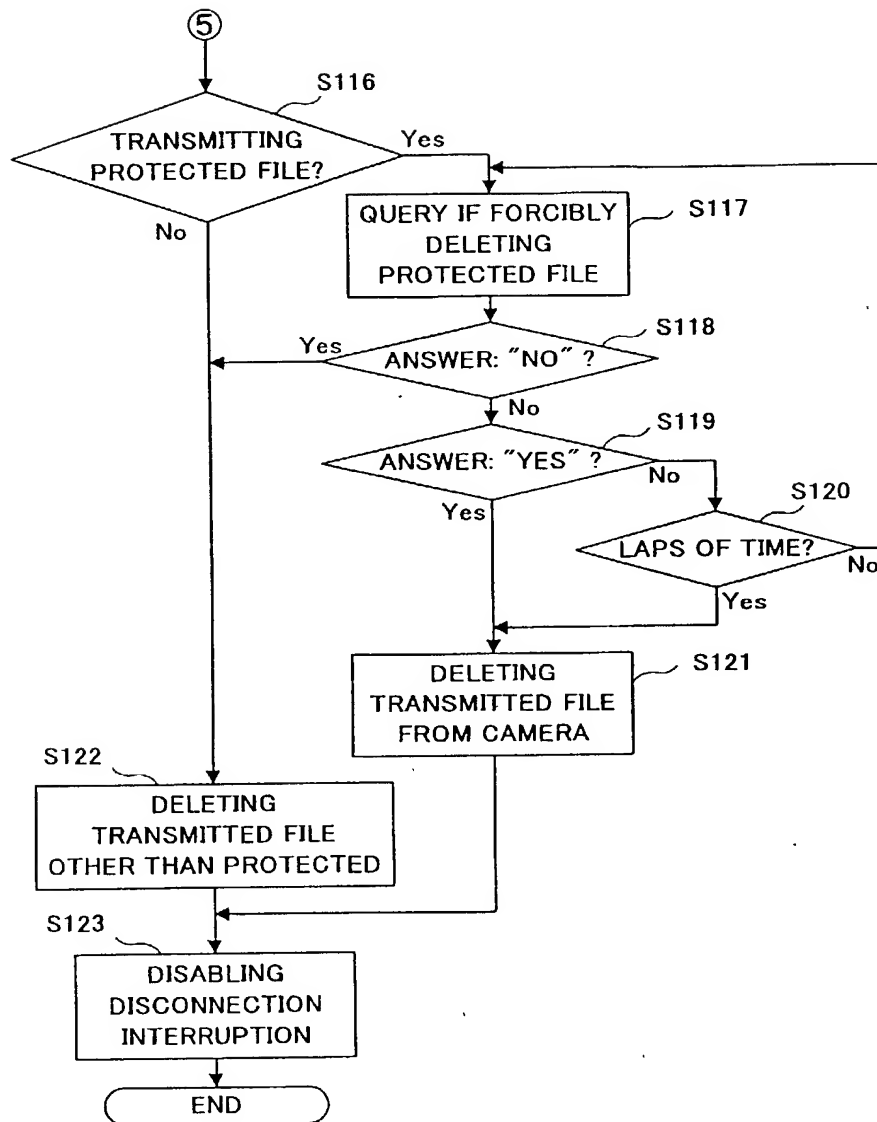 5
S116
TRANSMITTING
PROTECTED FILE?
Yes
No
S117
QUERY IF FORCIBLY
DELETING
PROTECTED FILE
S118
Yes
ANSWER: "NO" ?
No
S119
ANSWER: "YES" ?
No
Yes
S120
LAPS OF TIME?
No
Yes
S121
DELETING
TRANSMITTED FILE
FROM CAMERA
S122
DELETING
TRANSMITTED FILE
OTHER THAN PROTECTED
S123
DISABLING
DISCONNECTION
INTERRUPTION
END